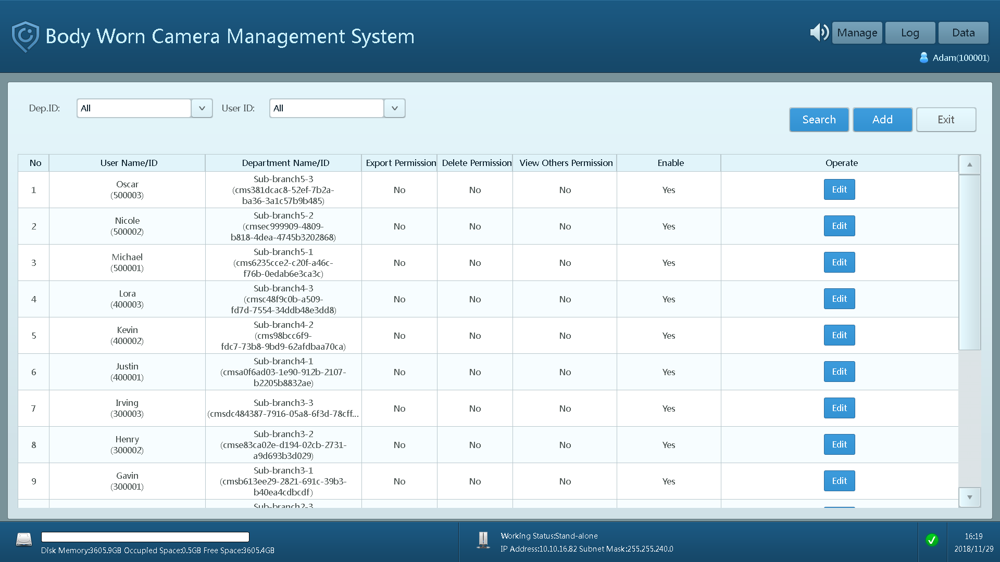 Body Worn Camera Management System
Manage Log Data
Adam(100001)
Dep.ID: All User ID: All
Search Add Exit
No User Name/ID Department Name/ID Export Permission Delete Permission View Others Permission Enable Operate
1 Oscar (500003) Sub-branch5-3 (cms381dcac8-52ef-7b2a-ba36-3a1c57b9b485) No No No Yes Edit
2 Nicole (500002) Sub-branch5-2 (cmsec999909-4809-b818-4dea-4745b3202868) No No No Yes Edit
3 Michael (500001) Sub-branch5-1 (cms6235cce2-c20f-a46c-f76b-0edab6e3ca3c) No No No Yes Edit
4 Lora (400003) Sub-branch4-3 (cmsc48f9c0b-a509-fd7d-7554-34ddb48e3dd8) No No No Yes Edit
5 Kevin (400002) Sub-branch4-2 (cms98bcc6f9-fdc7-73b8-9bd9-62afdbaa70ca) No No No Yes Edit
6 Justin (400001) Sub-branch4-1 (cmsa0f6ad03-1e90-912b-2107-b2205b8832ae) No No No Yes Edit
7 Irving (300003) Sub-branch3-3 (cmsdc484387-7916-05a8-6f3d-78cff... No No No Yes Edit
8 Henry (300002) Sub-branch3-2 (cmse83ca02e-d194-02cb-2731-a9d693b3d029) No No No Yes Edit
9 Gavin (300001) Sub-branch3-1 (cmsb613ee29-2821-691c-39b3-b40ea4cdbcdf) No No No Yes Edit
Sub-branch2-3
Disk Memory:3605.9GB Occupied Space:0.5GB Free Space:3605.4GB
Working Status:Stand-alone
IP Address:10.10.16.82 Subnet Mask:255.255.240.0
16:19
2018/11/29